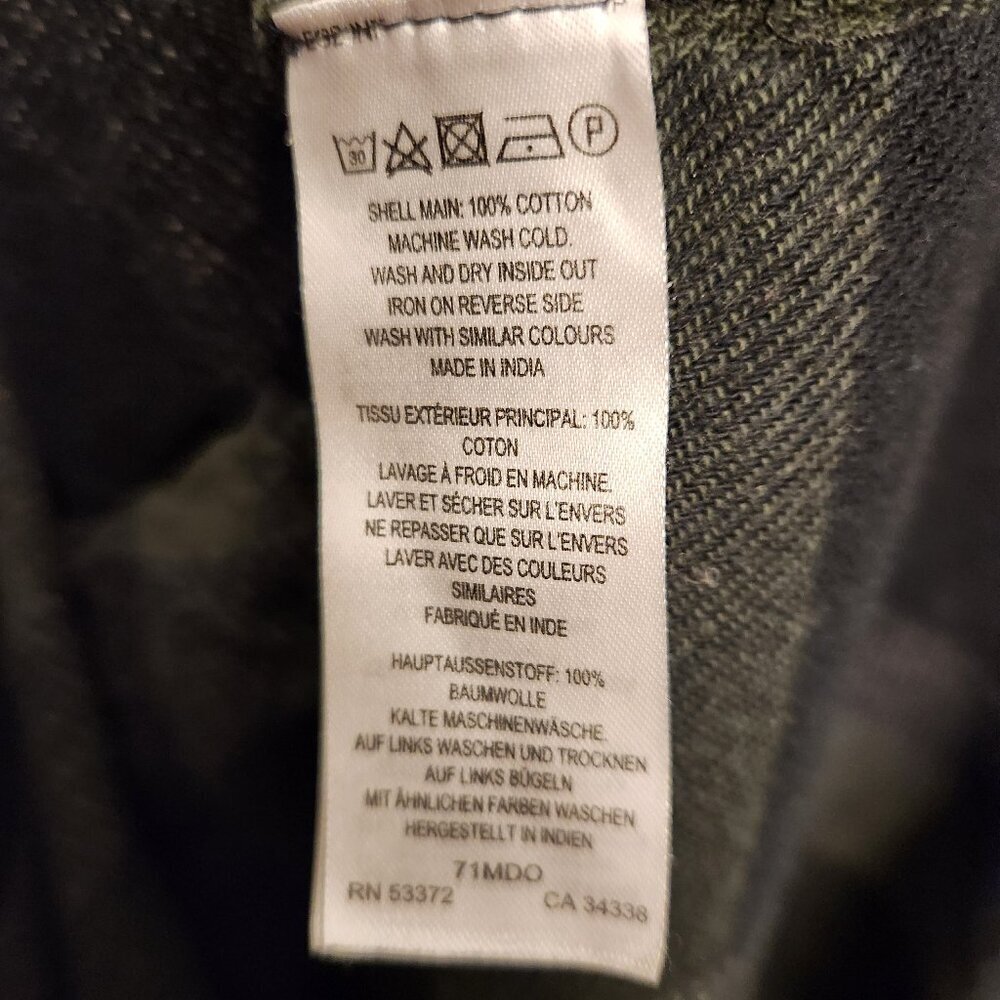 30
P
SHELL MAIN: 100% COTTON
MACHINE WASH COLD.
WASH AND DRY INSIDE OUT
IRON ON REVERSE SIDE
WASH WITH SIMILAR COLOURS
MADE IN INDIA
TISSU EXTÉRIEUR PRINCIPAL: 100%
COTON
LAVAGE À FROID EN MACHINE.
LAVER ET SÉCHER SUR L'ENVERS
NE REPASSER QUE SUR L'ENVERS
LAVER AVEC DES COULEURS
SIMILAIRES
FABRIQUÉ EN INDE
HAUPTAUSSENSTOFF: 100%
BAUMWOLLE
KALTE MASCHINENWÄSCHE.
AUF LINKS WASCHEN UND TROCKNEN
AUF LINKS BÜGELN
MIT ÄHNLICHEN FARBEN WASCHEN
HERGESTELLT IN INDIEN
71MDO
RN 53372 CA 34338